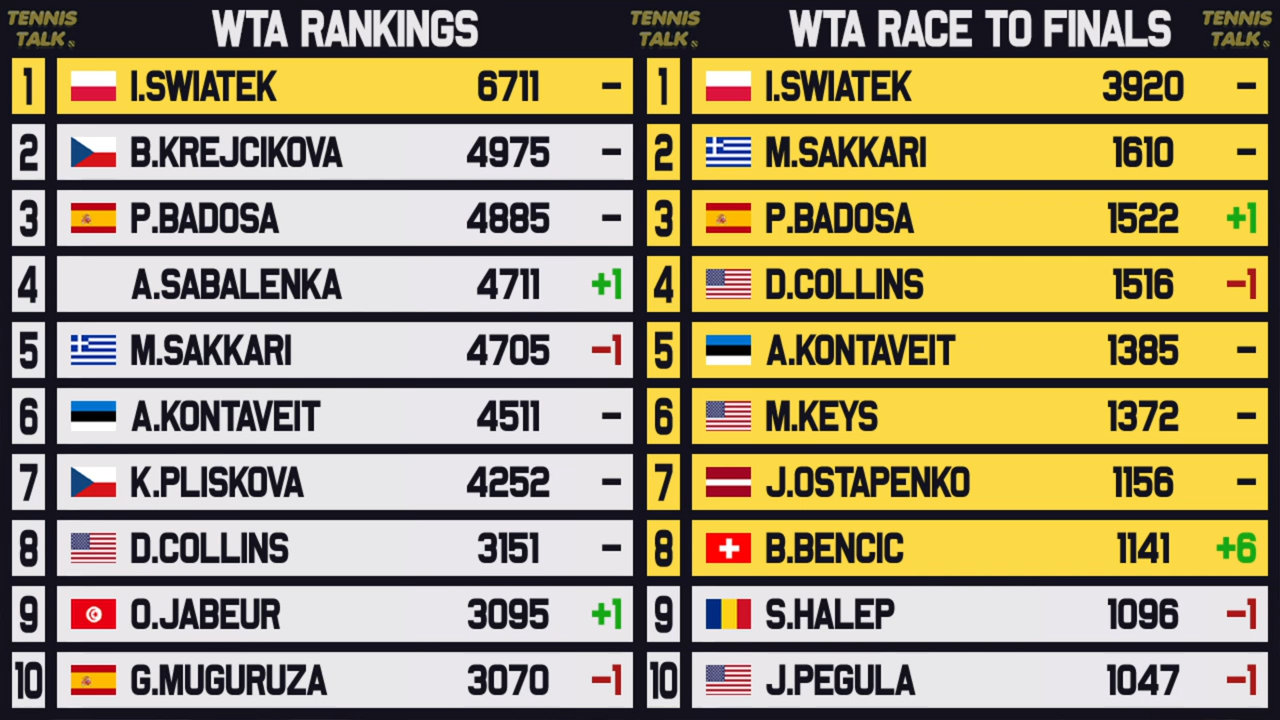 TENNIS TALK WTA RANKINGS
1 I.SWIATEK 6711 -
2 B.KREJCIKOVA 4975 -
3 P.BADOSA 4885 -
4 A.SABALENKA 4711 +1
5 M.SAKKARI 4705 -1
6 A.KONTAVEIT 4511 -
7 K.PLISKOVA 4252 -
8 D.COLLINS 3151 -
9 O.JABEUR 3095 +1
10 G.MUGURUZA 3070 -1
TENNIS TALK WTA RACE TO FINALS TENNIS TALK
1 I.SWIATEK 3920 -
2 M.SAKKARI 1610 -
3 P.BADOSA 1522 +1
4 D.COLLINS 1516 -1
5 A.KONTAVEIT 1385 -
6 M.KEYS 1372 -
7 J.OSTAPENKO 1156 -
8 B.BENCIC 1141 +6
9 S.HALEP 1096 -1
10 J.PEGULA 1047 -1